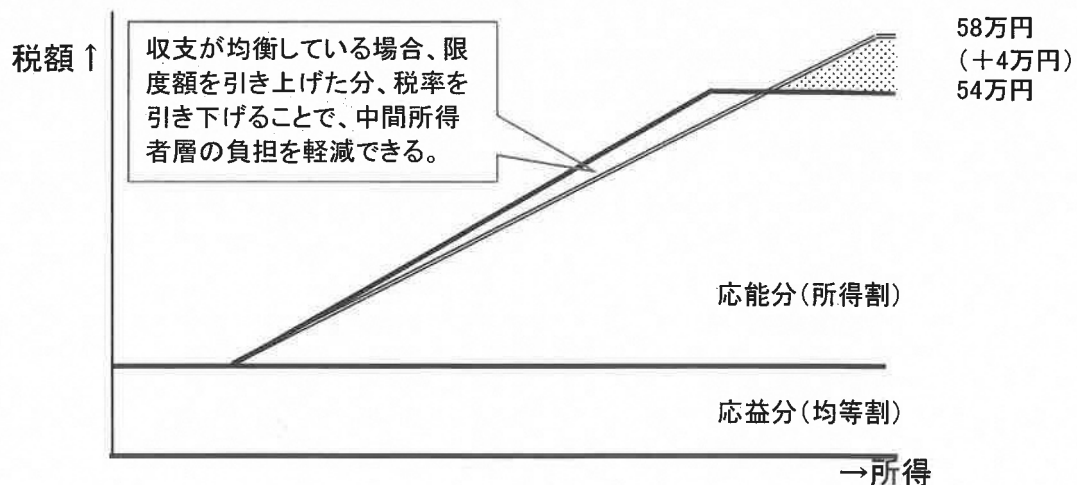 税額↑
収支が均衡している場合、限
度額を引き上げた分、税率を
引き下げることで、中間所得
者層の負担を軽減できる。
58万円
(+4万円)
54万円
応能分(所得割)
応益分(均等割)
→所得